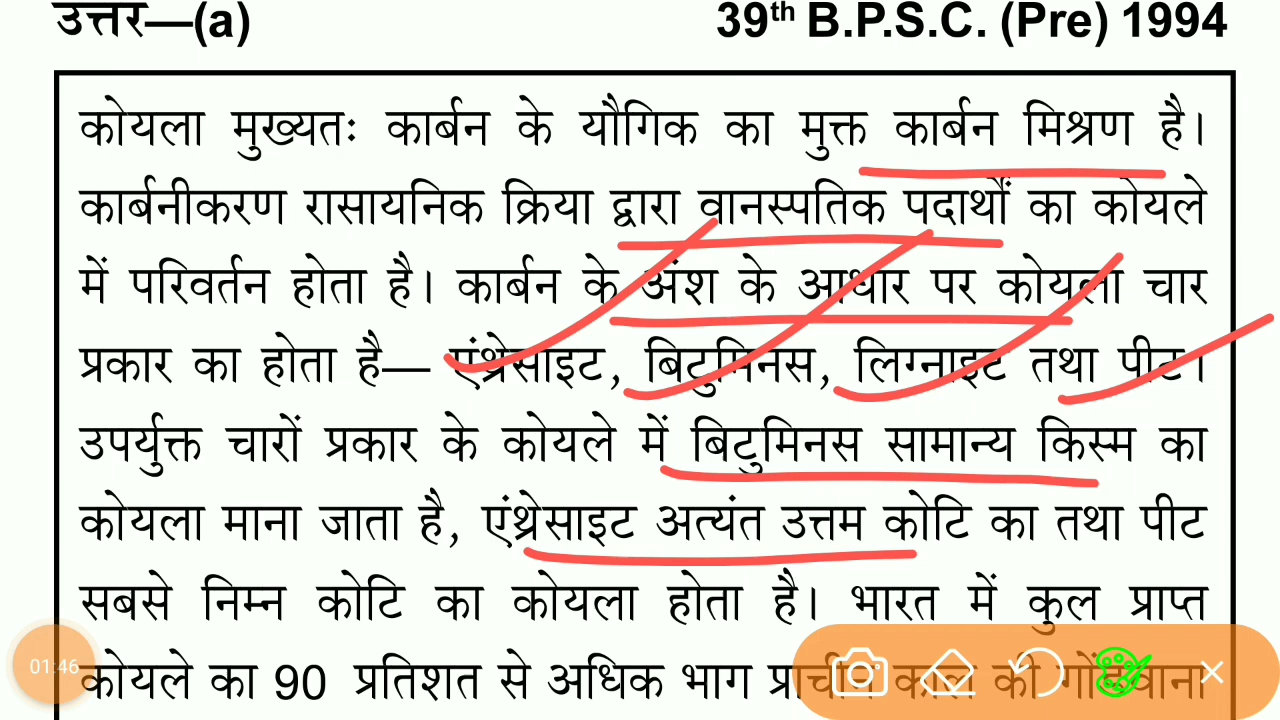 उत्तर—(a) 39th B.P.S.C. (Pre) 1994
कोयला मुख्यतः कार्बन के यौगिक का मुक्त कार्बन मिश्रण है।
कार्बनीकरण रासायनिक क्रिया द्वारा वानस्पतिक पदार्थों का कोयले
में परिवर्तन होता है। कार्बन के अंश के आधार पर कोयला चार
प्रकार का होता है— एंथ्रेसाइट, बिटुमिनस, लिग्नाइट तथा पीट।
उपर्युक्त चारों प्रकार के कोयले में बिटुमिनस सामान्य किस्म का
कोयला माना जाता है, एंथ्रेसाइट अत्यंत उत्तम कोटि का तथा पीट
सबसे निम्न कोटि का कोयला होता है। भारत में कुल प्राप्त
01:46
कोयले का 90 प्रतिशत से अधिक भाग प्राचीन काल की गोंडवाना